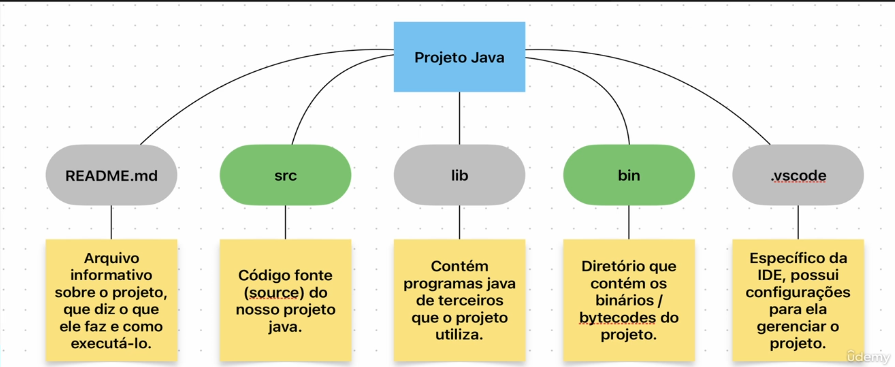 Projeto Java
README.md
src
lib
bin
.vscode
Arquivo
informativo
sobre o projeto,
que diz o que
ele faz e como
executá-lo.
Código fonte
(source) do
nosso projeto
java.
Contém
programas java
de terceiros
que o projeto
utiliza.
Diretório que
contém os
binários /
bytecodes do
projeto.
Específico da
IDE, possui
configurações
para ela
gerenciar o
projeto.
ûdemy